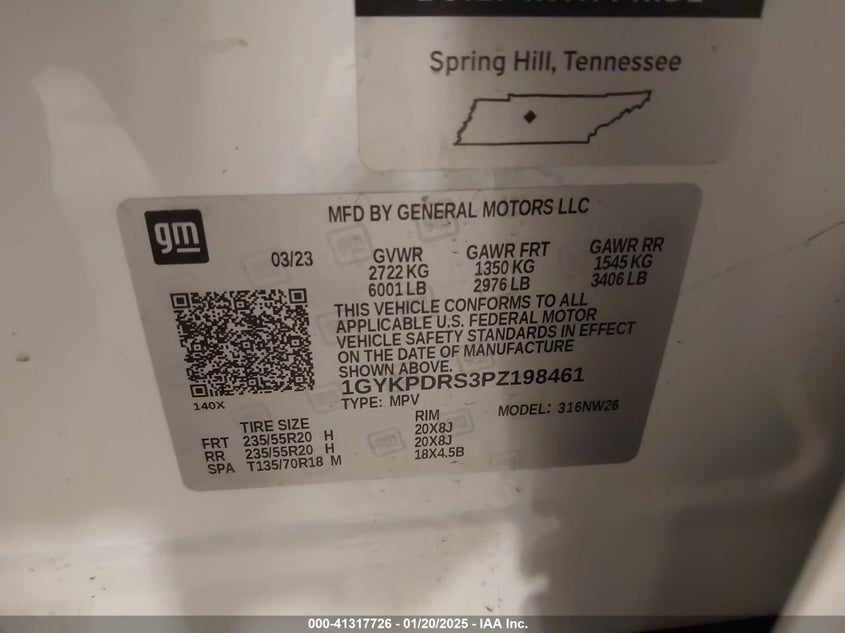 Spring Hill, Tennessee
gm
MFD BY GENERAL MOTORS LLC
03/23
GVWR GAWR FRT GAWR RR
2722 KG 1350 KG 1545 KG
6001 LB 2976 LB 3406 LB
THIS VEHICLE CONFORMS TO ALL
APPLICABLE U.S. FEDERAL MOTOR
VEHICLE SAFETY STANDARDS IN EFFECT
ON THE DATE OF MANUFACTURE
SHOWN ABOVE.
1GYKPDRS3PZ198461
140X
TYPE: MPV MODEL: 316NW26
TIRE SIZE RIM
FRT 235/55R20 H 20X8J
RR 235/55R20 H 20X8J
SPA T135/70R18 M 18X4.5B
000-41317726 - 01/20/2025 - IAA Inc.